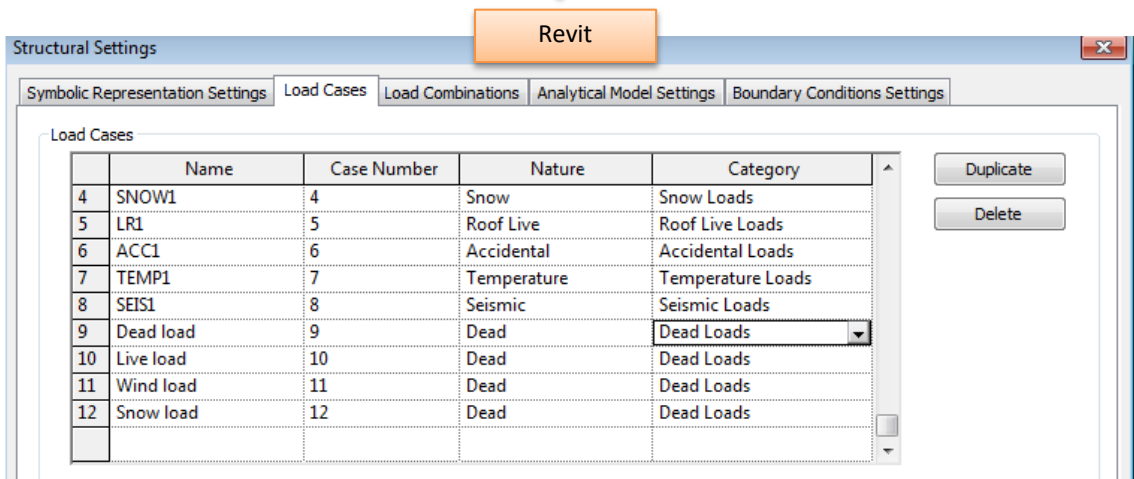 Revit
Structural Settings
Symbolic Representation Settings Load Cases Load Combinations Analytical Model Settings Boundary Conditions Settings
Load Cases
Name Case Number Nature Category
4 SNOW1 4 Snow Snow Loads
5 LR1 5 Roof Live Roof Live Loads
6 ACC1 6 Accidental Accidental Loads
7 TEMP1 7 Temperature Temperature Loads
8 SEIS1 8 Seismic Seismic Loads
9 Dead load 9 Dead Dead Loads
10 Live load 10 Dead Dead Loads
11 Wind load 11 Dead Dead Loads
12 Snow load 12 Dead Dead Loads
Duplicate
Delete